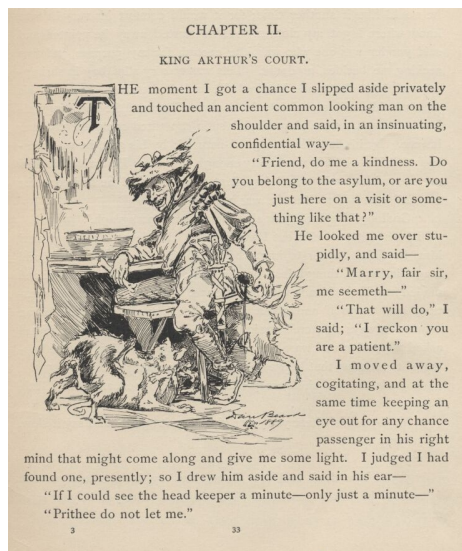 CHAPTER II.
KING ARTHUR'S COURT.
THE moment I got a chance I slipped aside privately
and touched an ancient common looking man on the
shoulder and said, in an insinuating,
confidential way—
"Friend, do me a kindness. Do
you belong to the asylum, or are you
just here on a visit or some-
thing like that?"
He looked me over stu-
pidly, and said—
"Marry, fair sir,
me seemeth—"
"That will do," I
said; "I reckon you
are a patient."
I moved away,
cogitating, and at the
same time keeping an
eye out for any chance
passenger in his right
mind that might come along and give me some light. I judged I had
found one, presently; so I drew him aside and said in his ear—
"If I could see the head keeper a minute—only just a minute—"
"Prithee do not let me."
3 33